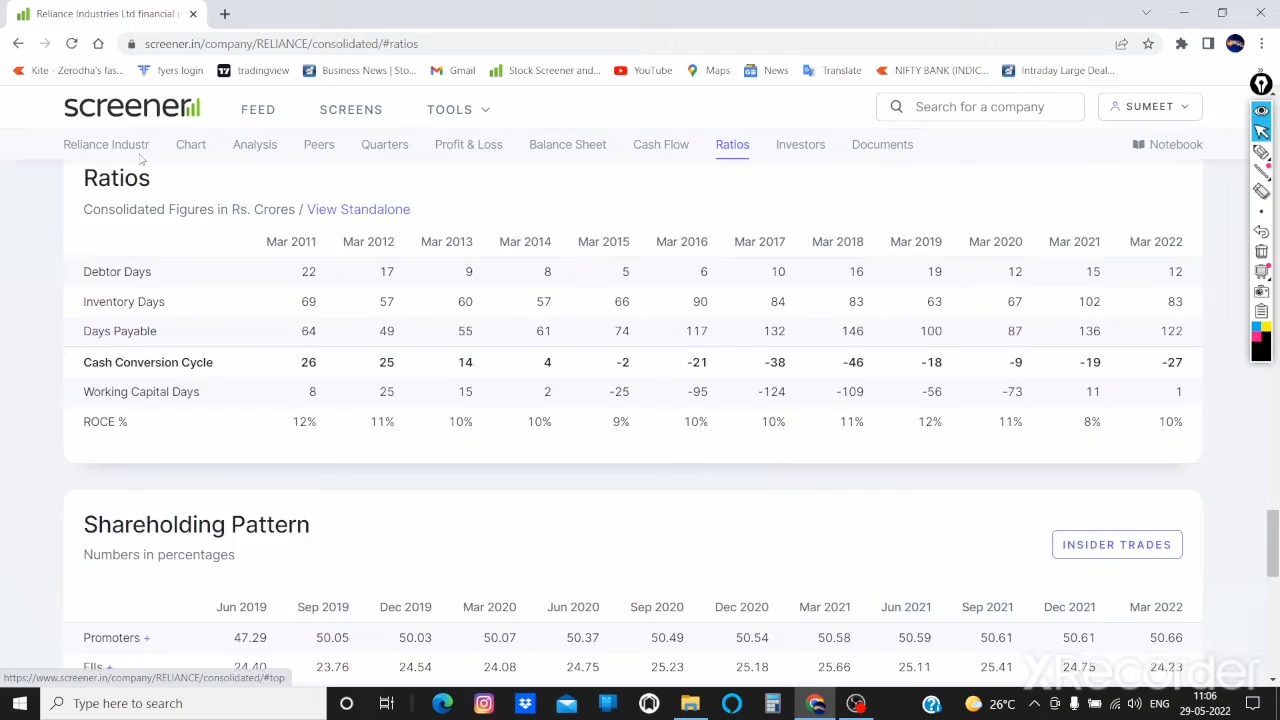 Reliance Industries Ltd financial r
screener.in/company/RELIANCE/consolidated/#ratios
Kite - Zerodha's fas... fyers login tradingview Business News | Sto... Gmail Stock Screener and... YouTube Maps News Translate NIFTY BANK (INDIC... Intraday Large Deal...
screener FEED SCREENS TOOLS Search for a company SUMEET
Reliance Industr Chart Analysis Peers Quarters Profit & Loss Balance Sheet Cash Flow Ratios Investors Documents Notebook
Ratios
Consolidated Figures in Rs. Crores / View Standalone
Mar 2011 Mar 2012 Mar 2013 Mar 2014 Mar 2015 Mar 2016 Mar 2017 Mar 2018 Mar 2019 Mar 2020 Mar 2021 Mar 2022
Debtor Days 22 17 9 8 5 6 10 16 19 12 15 12
Inventory Days 69 57 60 57 66 90 84 83 63 67 102 83
Days Payable 64 49 55 61 74 117 132 146 100 87 136 122
Cash Conversion Cycle 26 25 14 4 -2 -21 -38 -46 -18 -9 -19 -27
Working Capital Days 8 25 15 2 -25 -95 -124 -109 -56 -73 11 1
ROCE % 12% 11% 10% 10% 9% 10% 10% 11% 12% 11% 8% 10%
Shareholding Pattern
INSIDER TRADES
Numbers in percentages
Jun 2019 Sep 2019 Dec 2019 Mar 2020 Jun 2020 Sep 2020 Dec 2020 Mar 2021 Jun 2021 Sep 2021 Dec 2021 Mar 2022
Promoters + 47.29 50.05 50.03 50.07 50.37 50.49 50.54 50.58 50.59 50.61 50.61 50.66
FIIs + 24.40 23.76 24.54 24.08 24.75 25.23 25.18 25.66 25.11 25.41 24.75 24.23
https://www.screener.in/company/RELIANCE/consolidated/#top
XRecorder
Type here to search
26°C
ENG
11:06
29-05-2022